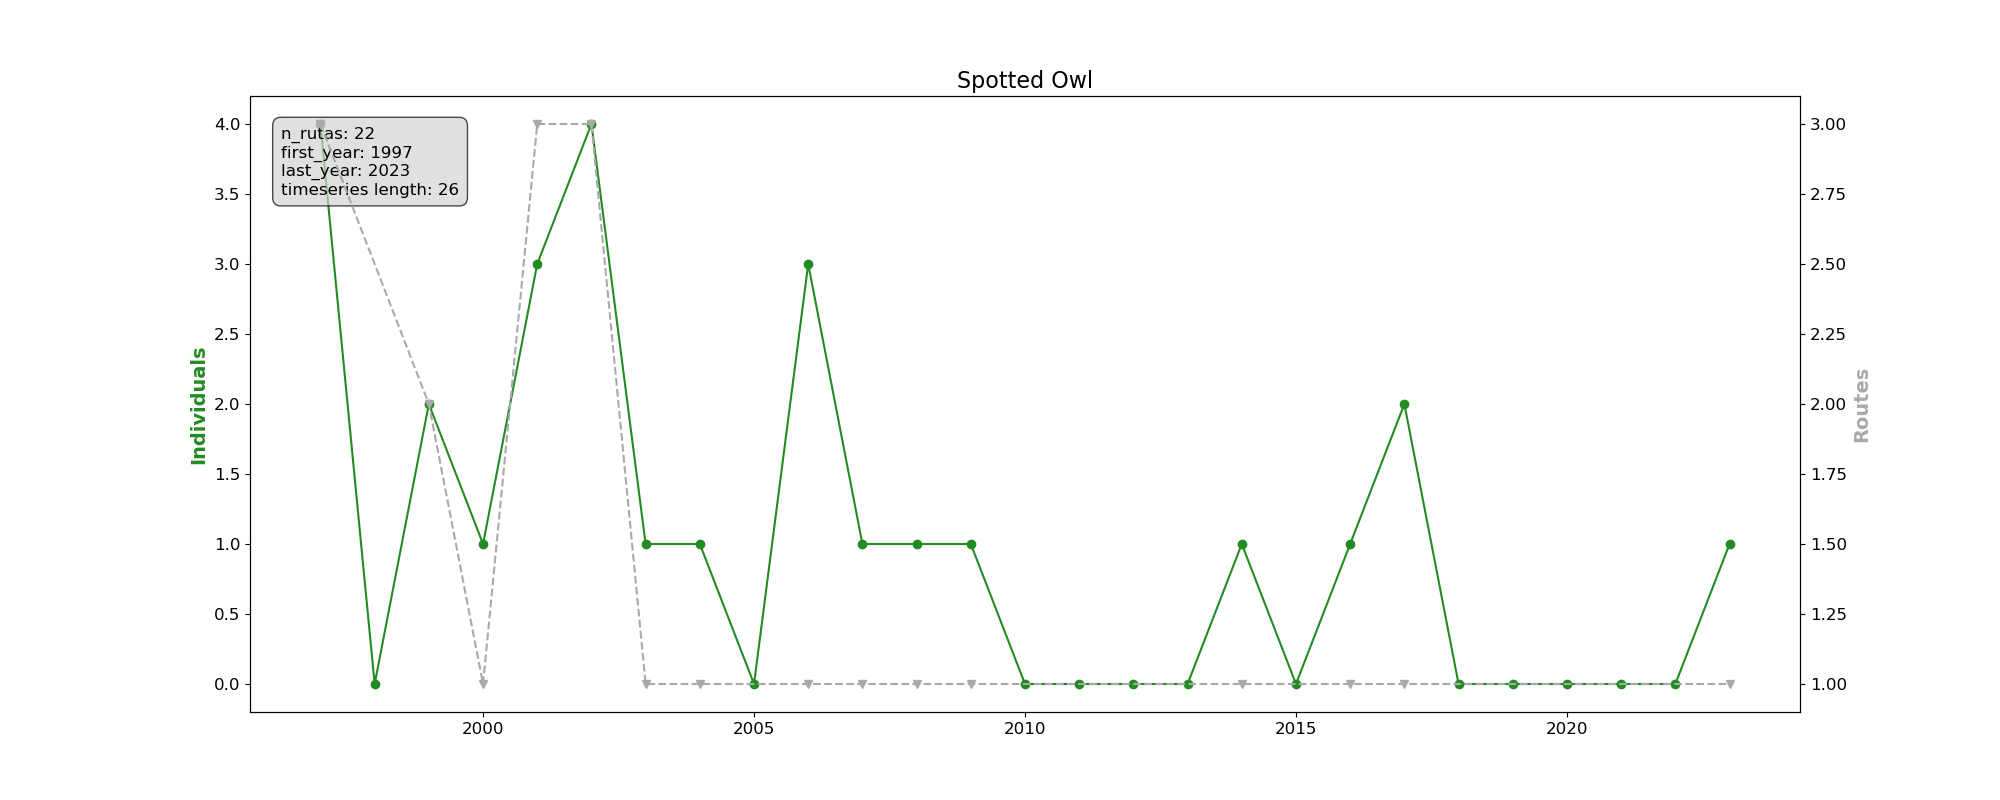 Spotted Owl
n_rutas: 22
first_year: 1997
last_year: 2023
timeseries length: 26
4.0
3.5
3.0
2.5
2.0
1.5
1.0
0.5
0.0
Individuals
3.00
2.75
2.50
2.25
2.00
1.75
1.50
1.25
1.00
Routes
2000 2005 2010 2015 2020